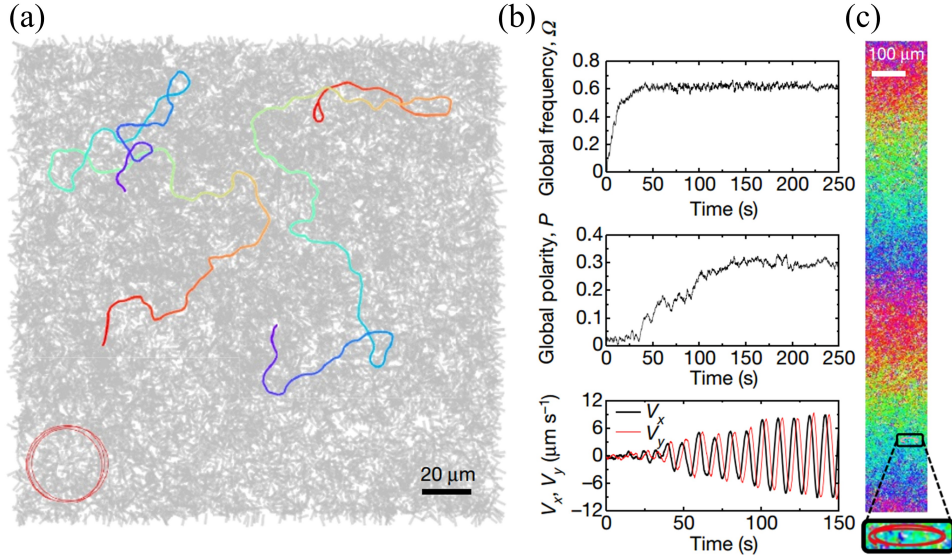 (a)
20 μm
(b)
Global frequency, Ω
0.8
0.6
0.4
0.2
0
0 50 100 150 200 250
Time (s)
Global polarity, P
0.4
0.3
0.2
0.1
0
0 50 100 150 200 250
Time (s)
Vx, Vy (μm s⁻¹)
12
6
0
−6
−12
Vx
Vy
0 50 100 150
Time (s)
(c)
100 μm